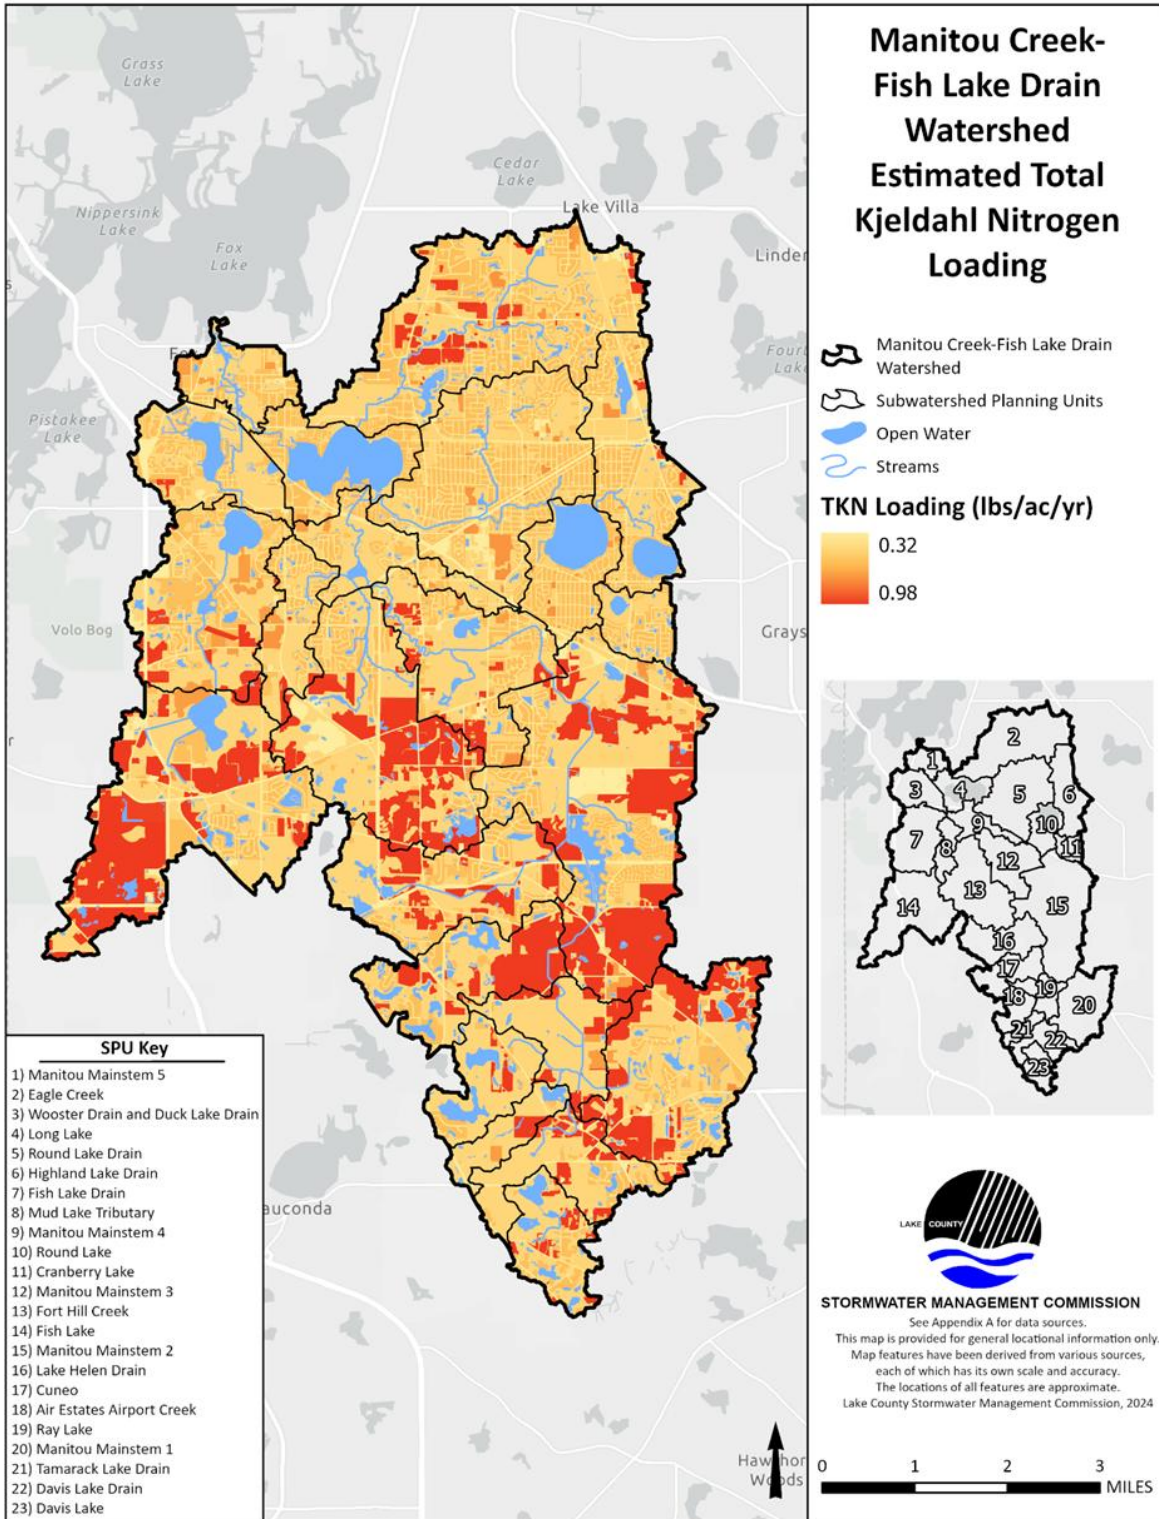 Manitou Creek-
Fish Lake Drain
Watershed
Estimated Total
Kjeldahl Nitrogen
Loading
Manitou Creek-Fish Lake Drain
Watershed
Subwatershed Planning Units
Open Water
Streams
TKN Loading (lbs/ac/yr)
0.32
0.98
Grass
Lake
Cedar
Lake
Nippersink
Lake
Fox
Lake
Lake Villa
Linden
Fo
Fourt
Lake
Pistakee
Lake
Volo Bog
Grays
r
s
auconda
Hawthor
Woods
1
2
3
4
5
6
7
8
9
10
11
12
13
14
15
16
17
18
19
20
21
22
23
SPU Key
1) Manitou Mainstem 5
2) Eagle Creek
3) Wooster Drain and Duck Lake Drain
4) Long Lake
5) Round Lake Drain
6) Highland Lake Drain
7) Fish Lake Drain
8) Mud Lake Tributary
9) Manitou Mainstem 4
10) Round Lake
11) Cranberry Lake
12) Manitou Mainstem 3
13) Fort Hill Creek
14) Fish Lake
15) Manitou Mainstem 2
16) Lake Helen Drain
17) Cuneo
18) Air Estates Airport Creek
19) Ray Lake
20) Manitou Mainstem 1
21) Tamarack Lake Drain
22) Davis Lake Drain
23) Davis Lake
LAKE COUNTY
STORMWATER MANAGEMENT COMMISSION
See Appendix A for data sources.
This map is provided for general locational information only.
Map features have been derived from various sources,
each of which has its own scale and accuracy.
The locations of all features are approximate.
Lake County Stormwater Management Commission, 2024
0 1 2 3
MILES